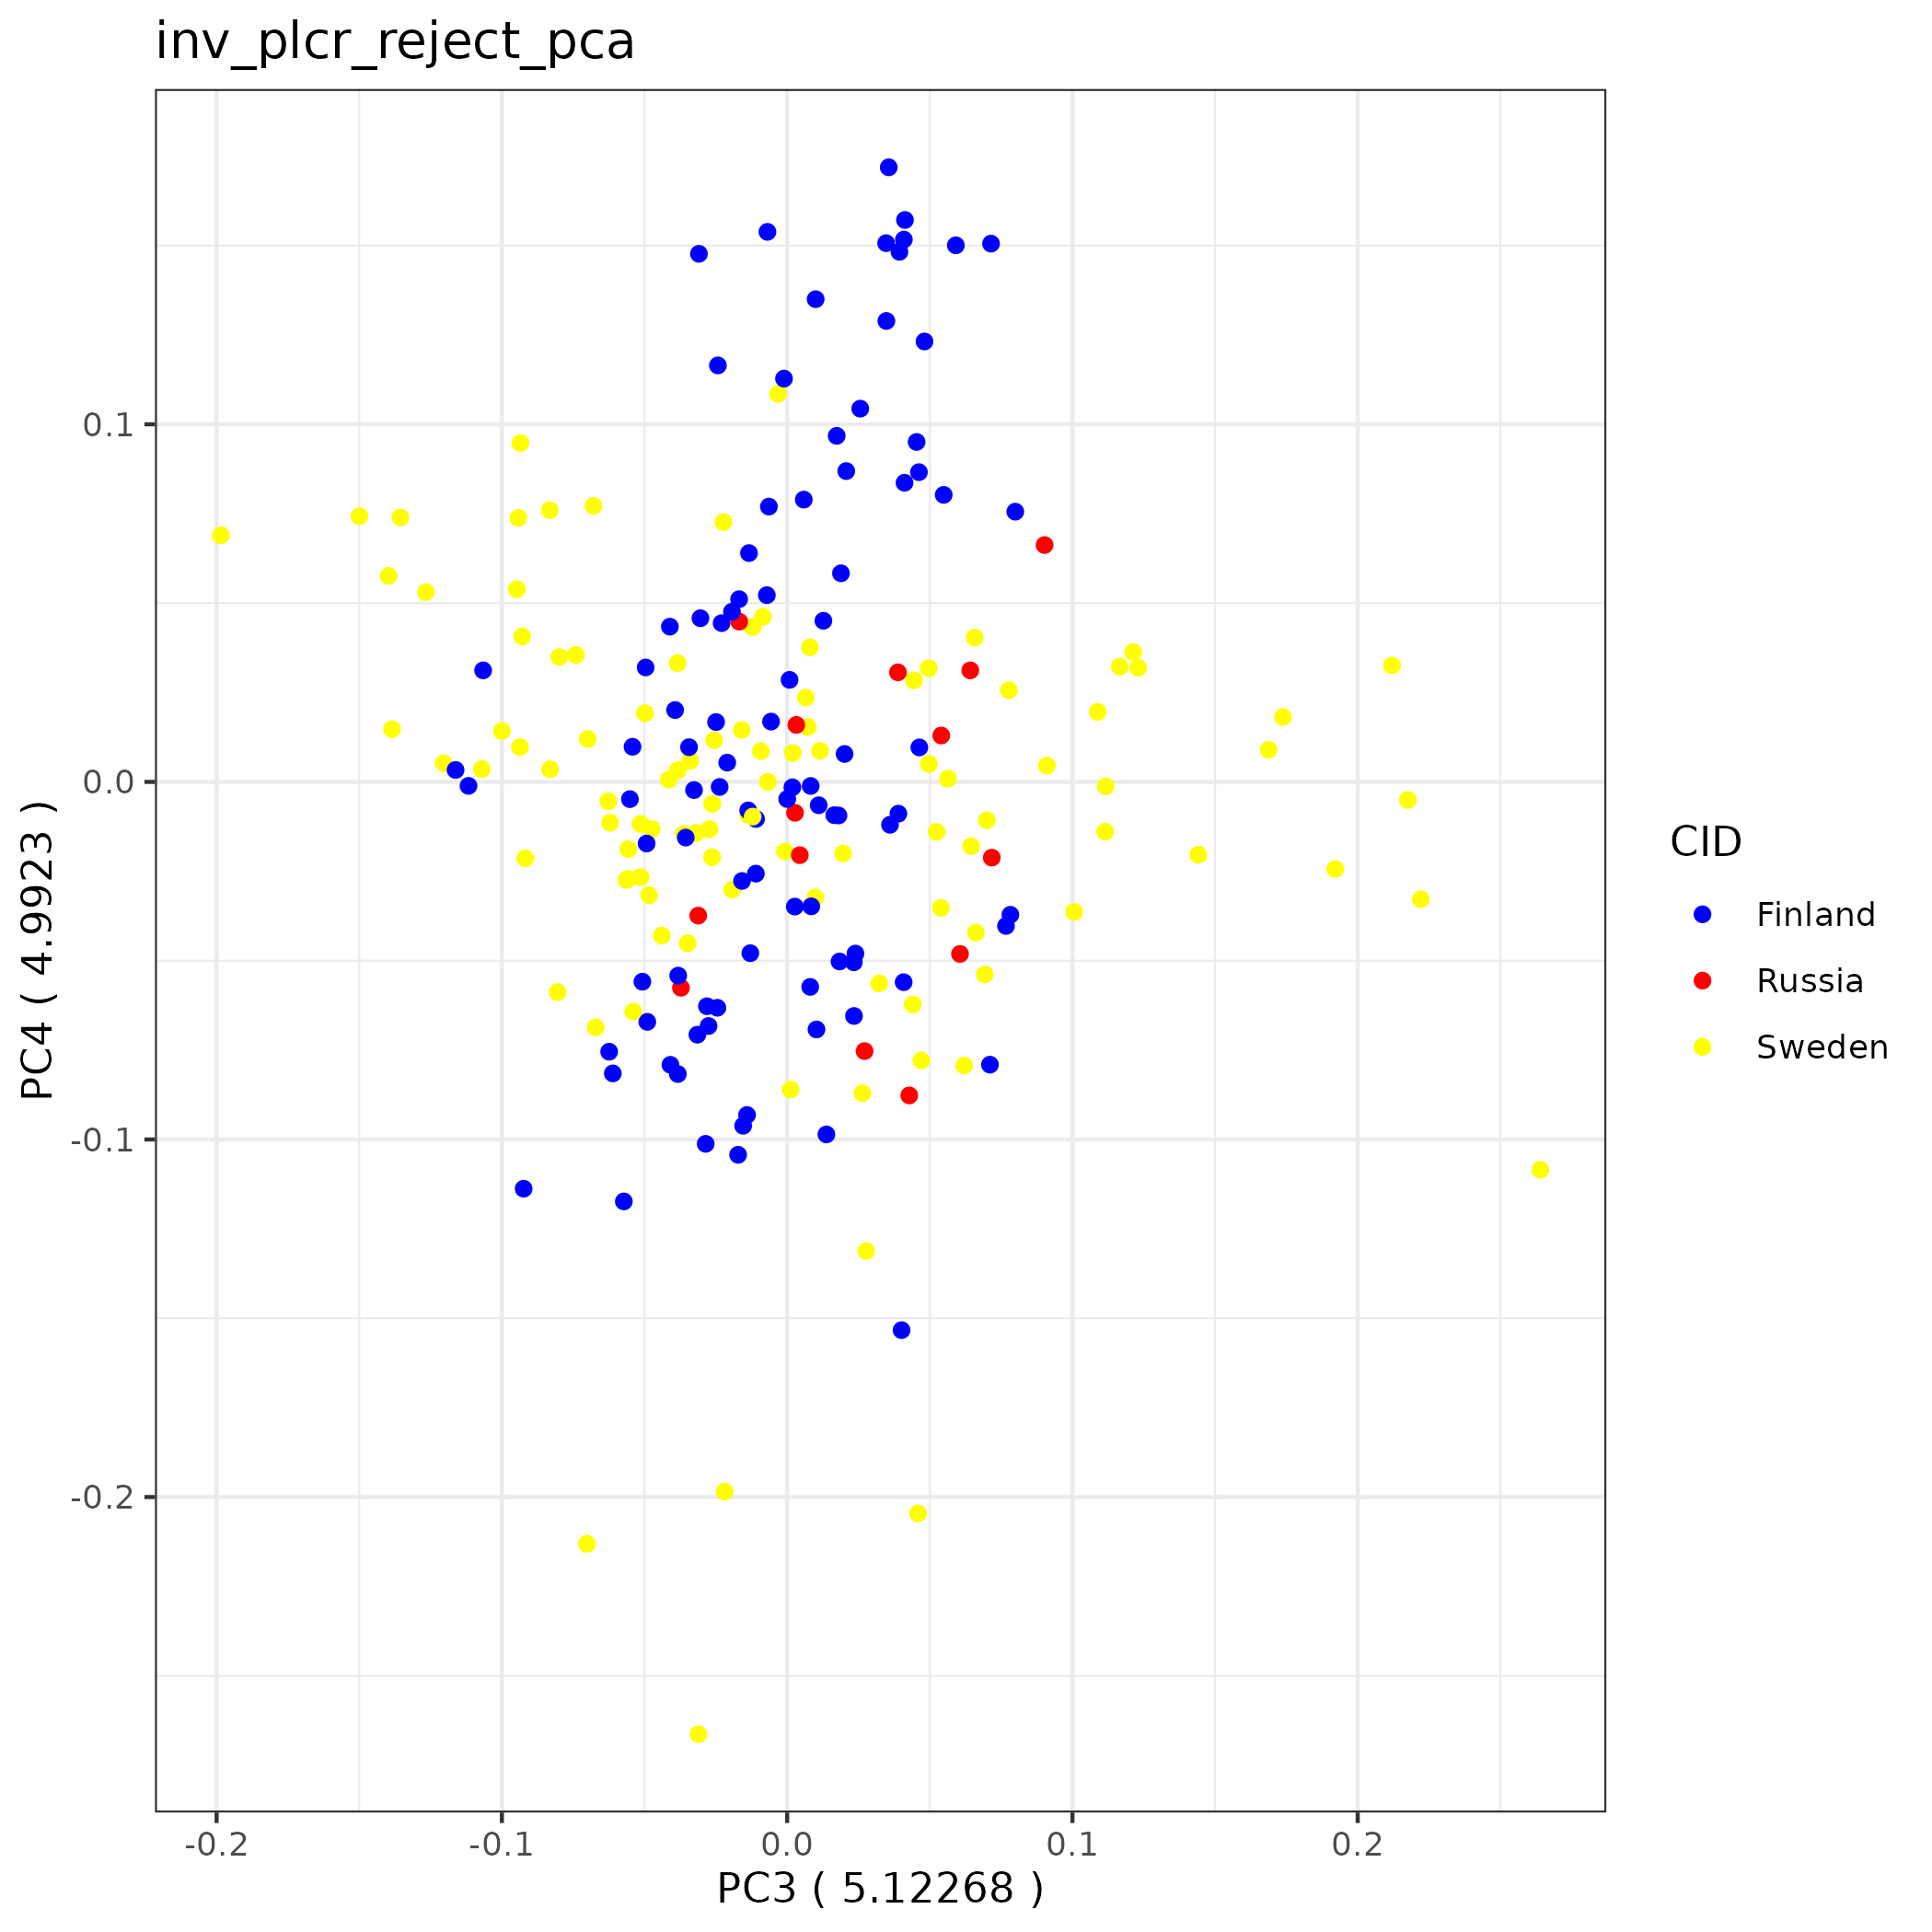 inv_plcr_reject_pca
0.1
0.0
-0.1
-0.2
PC4 ( 4.9923 )
-0.2
-0.1
0.0
0.1
0.2
PC3 ( 5.12268 )
CID
Finland
Russia
Sweden